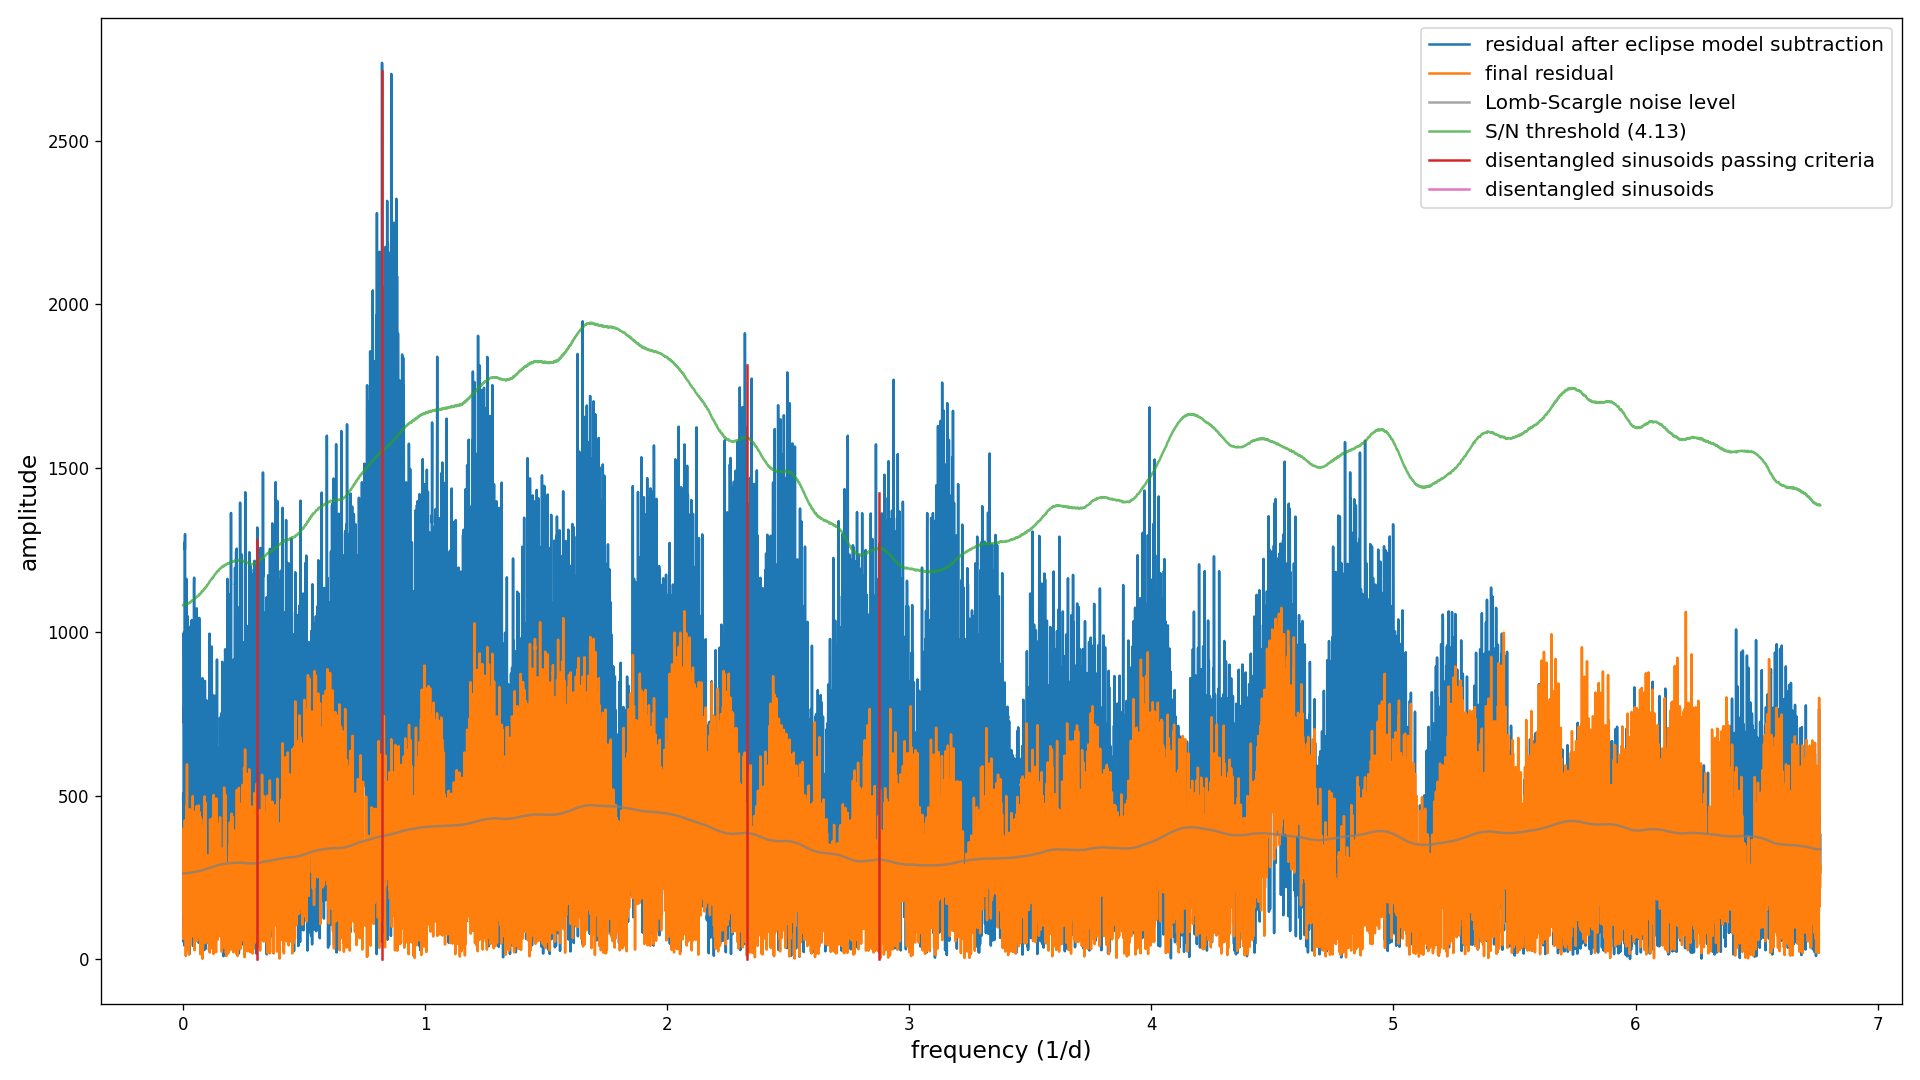 residual after eclipse model subtraction
final residual
Lomb-Scargle noise level
S/N threshold (4.13)
disentangled sinusoids passing criteria
disentangled sinusoids
amplitude
2500
2000
1500
1000
500
0
0 1 2 3 4 5 6 7
frequency (1/d)